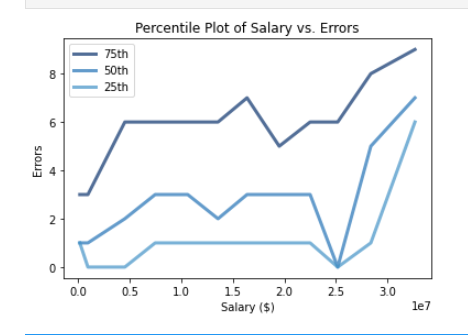 Percentile Plot of Salary vs. Errors
75th
50th
25th
8
6
4
2
0
Errors
0.0 0.5 1.0 1.5 2.0 2.5 3.0
1e7
Salary ($)